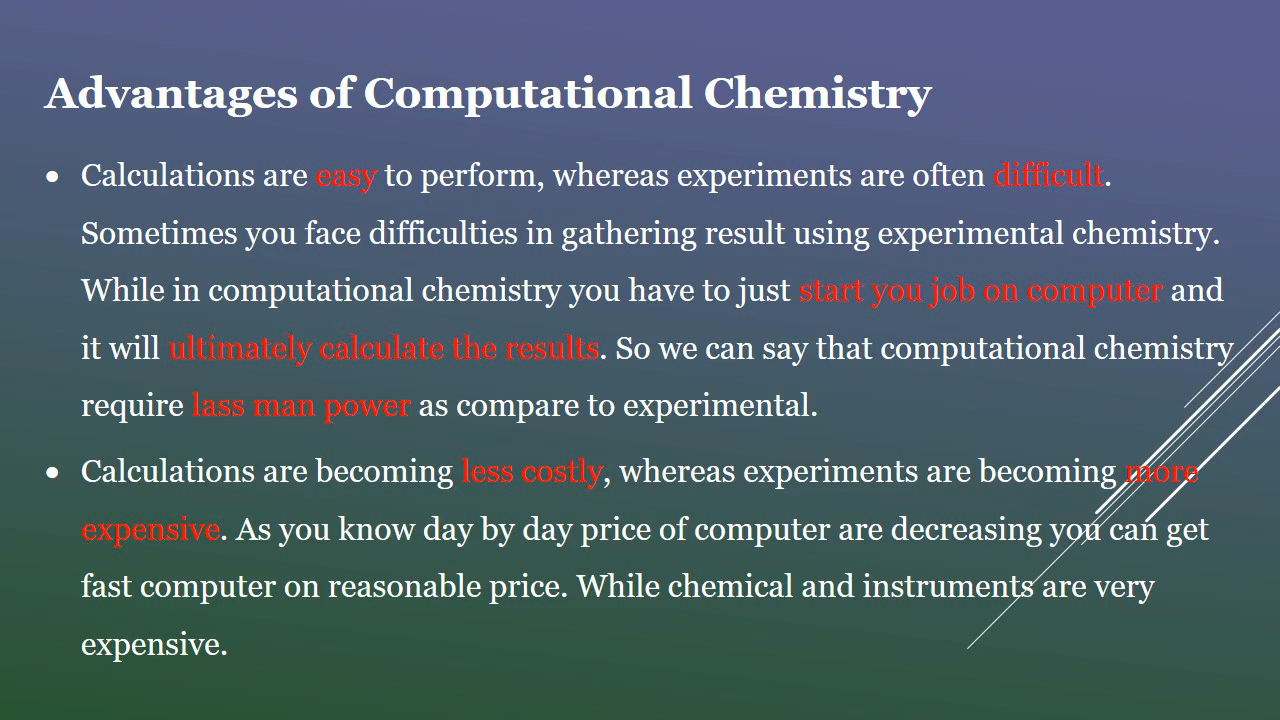 Advantages of Computational Chemistry
• Calculations are easy to perform, whereas experiments are often difficult.
Sometimes you face difficulties in gathering result using experimental chemistry.
While in computational chemistry you have to just start you job on computer and
it will ultimately calculate the results. So we can say that computational chemistry
require lass man power as compare to experimental.
• Calculations are becoming less costly, whereas experiments are becoming more
expensive. As you know day by day price of computer are decreasing you can get
fast computer on reasonable price. While chemical and instruments are very
expensive.